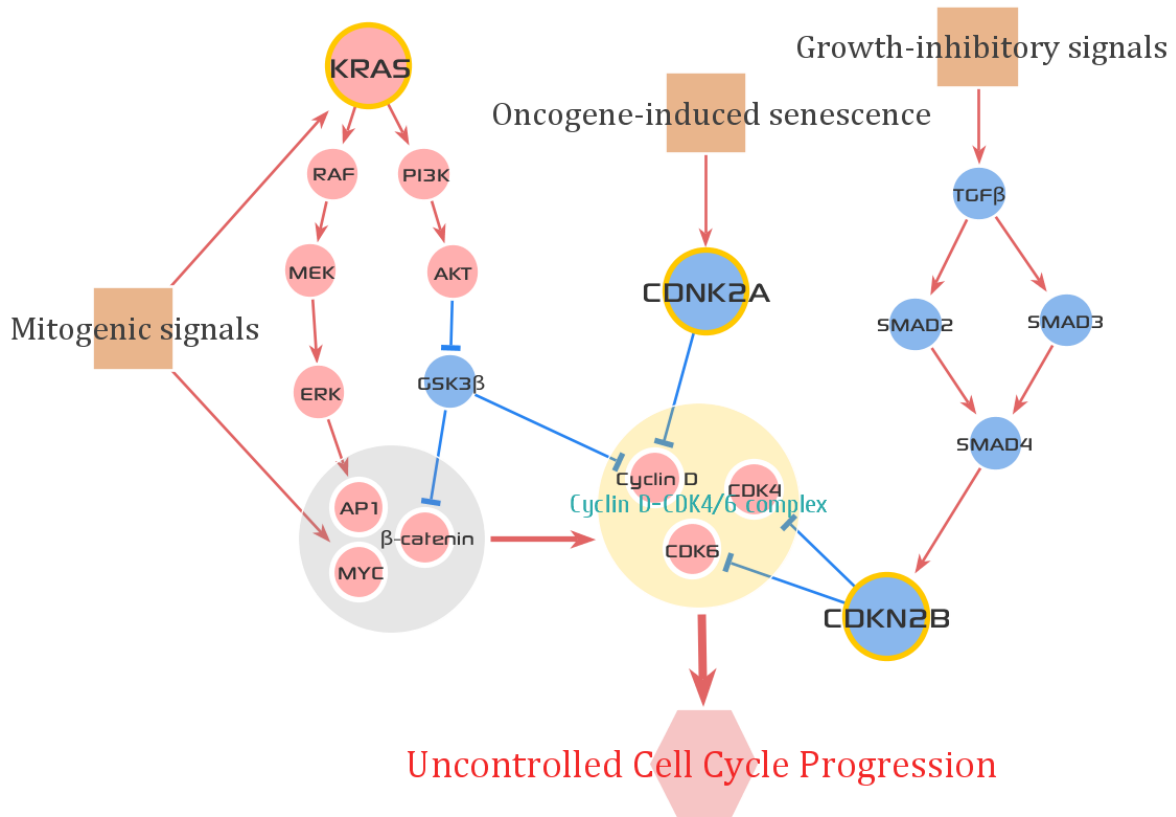 KRAS
Growth-inhibitory signals
Oncogene-induced senescence
RAF
PI3K
TGFβ
MEK
AKT
CDNK2A
Mitogenic signals
SMAD2
SMAD3
ERK
GSK3β
SMAD4
Cyclin D
CDK4
Cyclin D-CDK4/6 complex
AP1
β-catenin
CDK6
MYC
CDKN2B
Uncontrolled Cell Cycle Progression